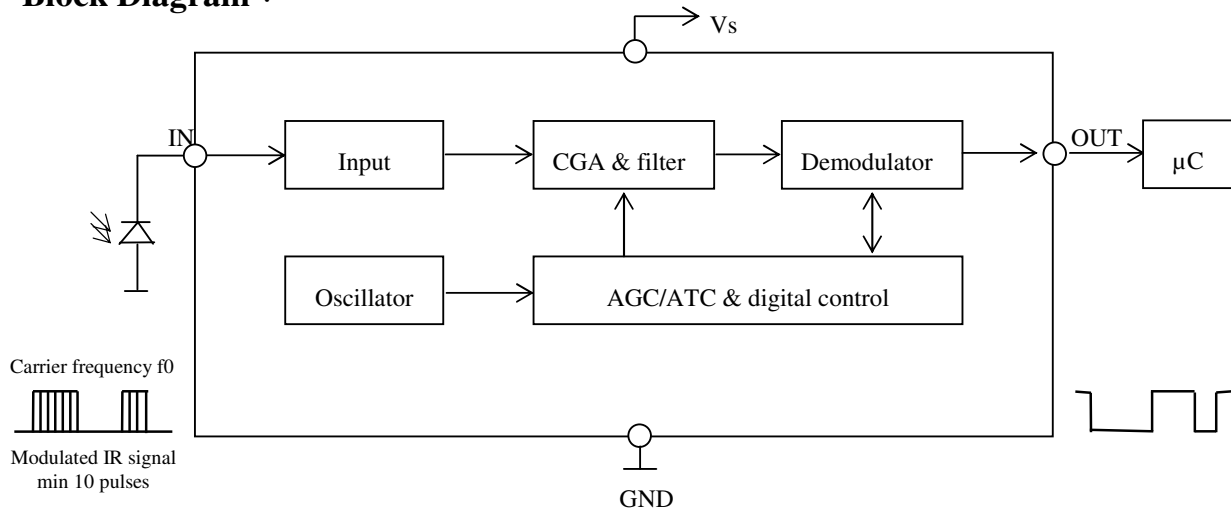 Block Diagram :
Vs
IN
Input
CGA & filter
Demodulator
OUT
µC
Oscillator
AGC/ATC & digital control
Carrier frequency f0
Modulated IR signal
min 10 pulses
GND